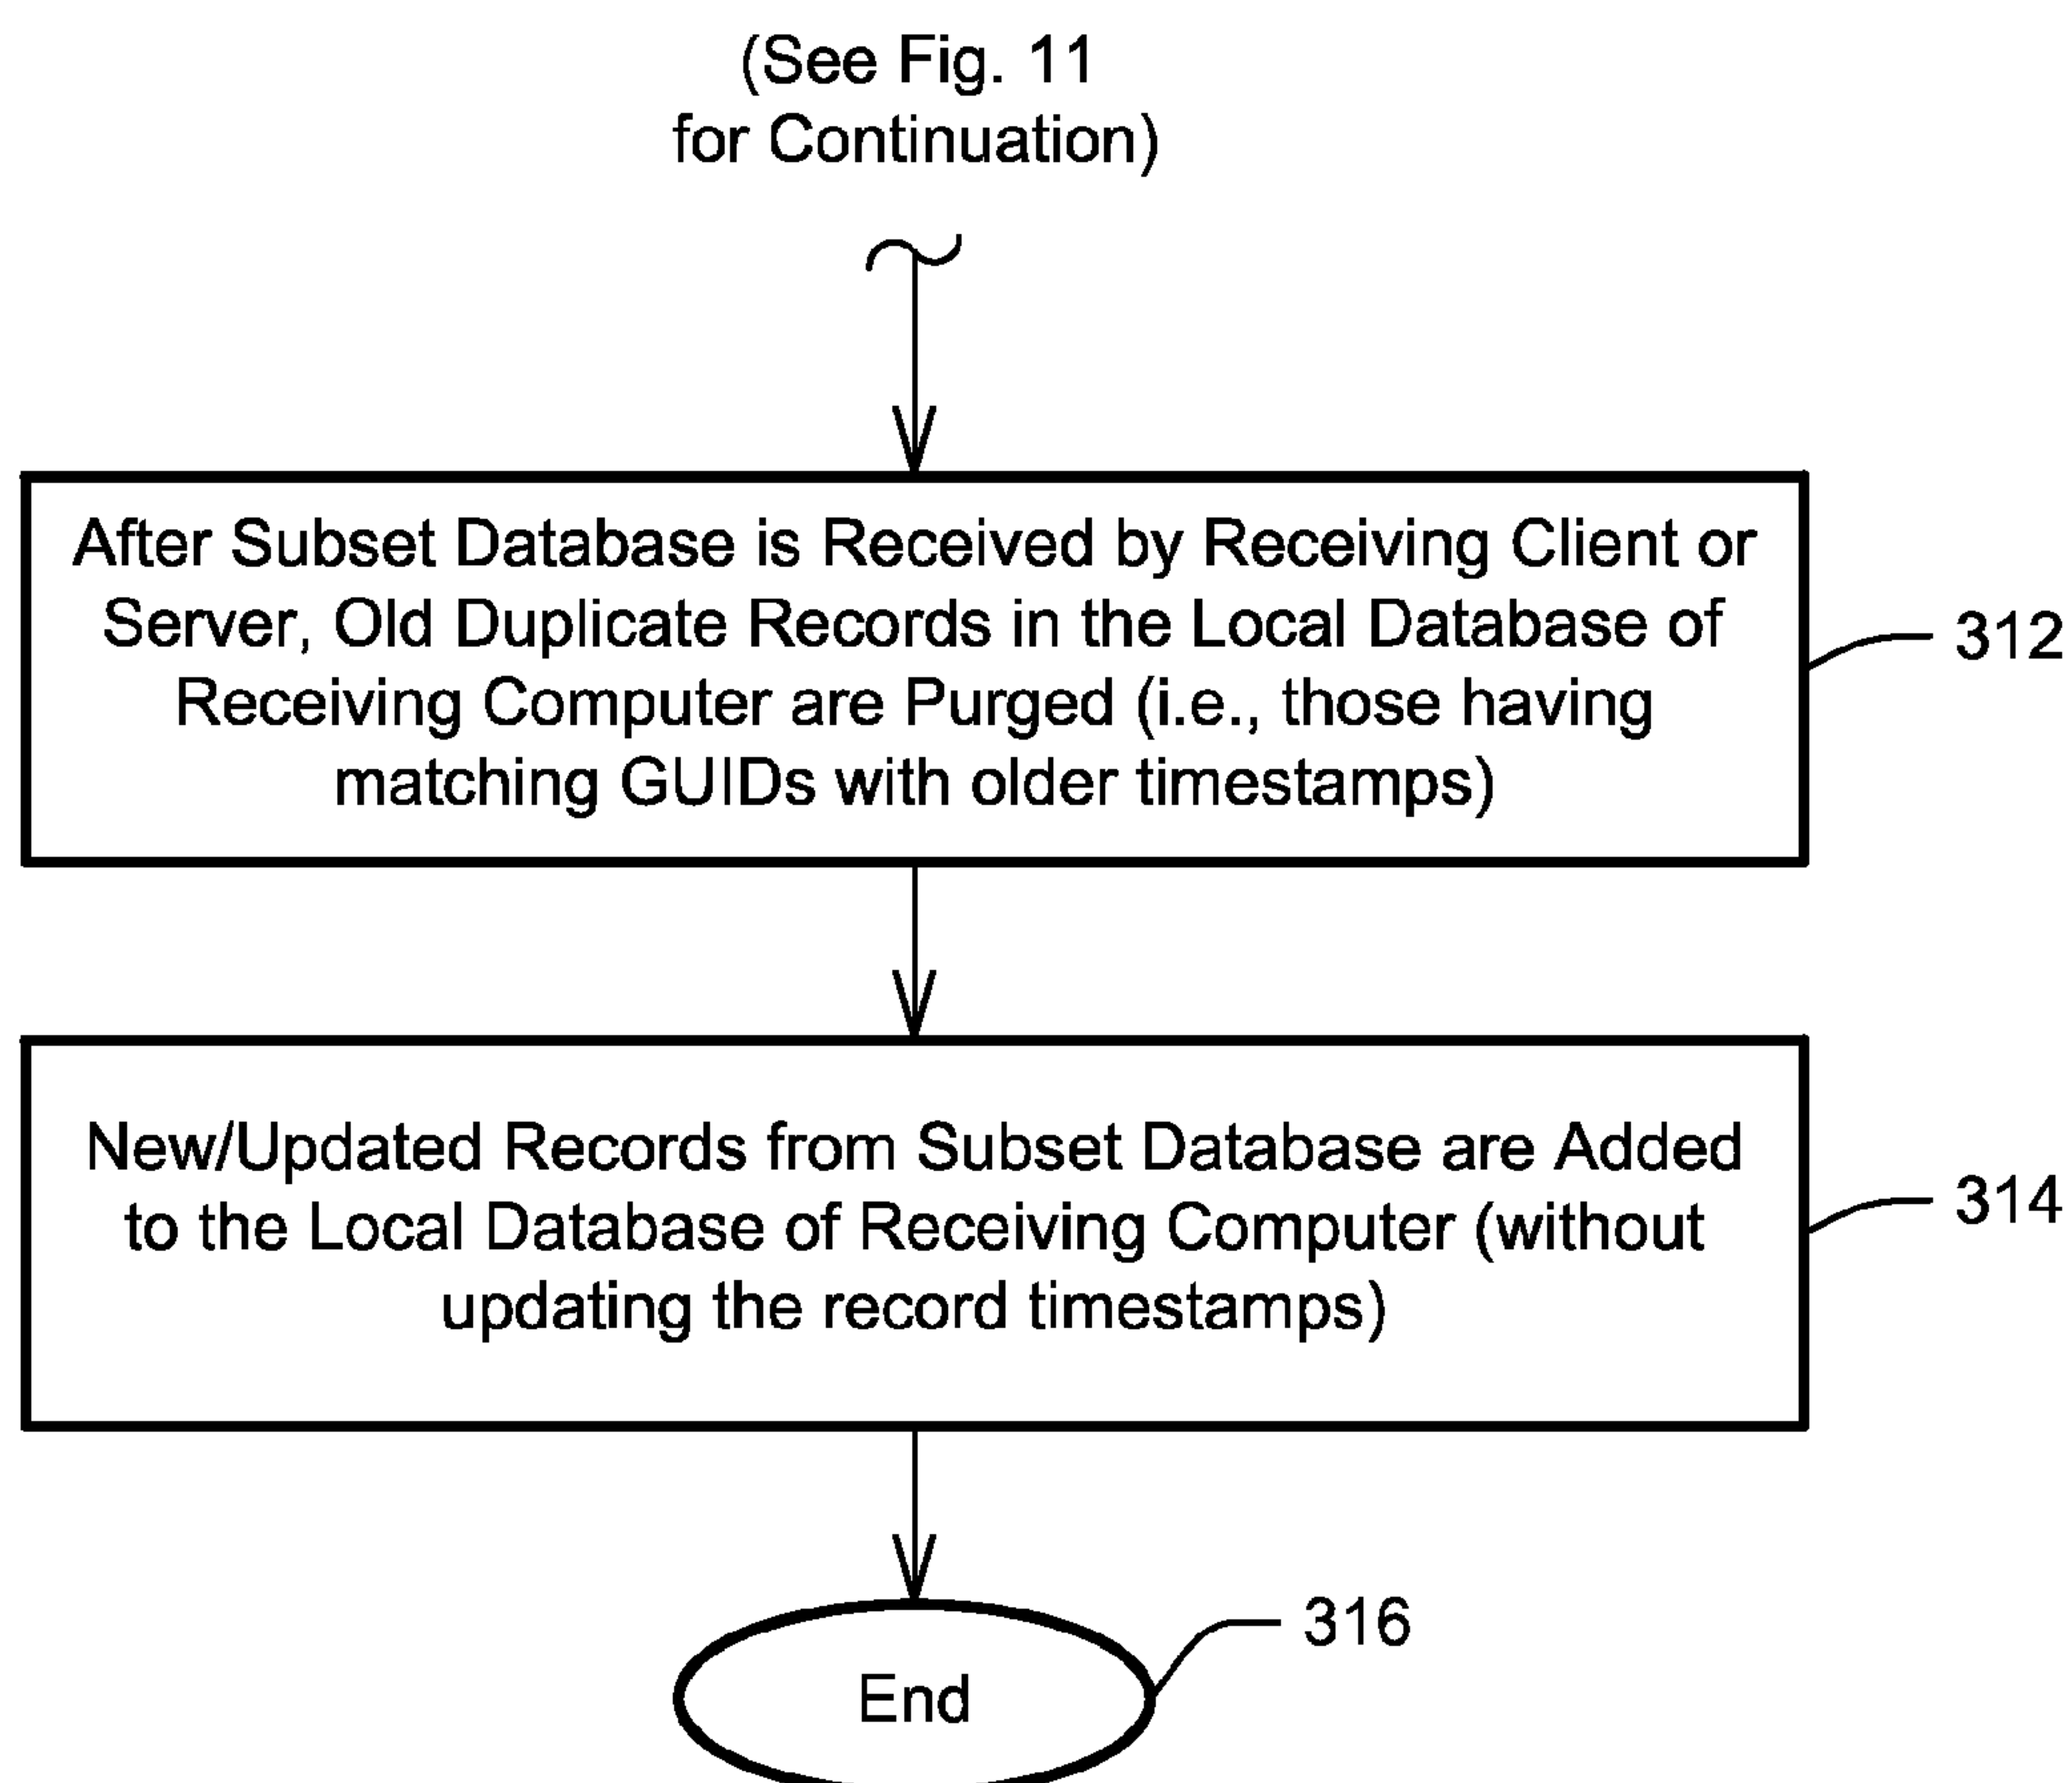 (See Fig. 11
for Continuation)
After Subset Database is Received by Receiving Client or
Server, Old Duplicate Records in the Local Database of
Receiving Computer are Purged (i.e., those having
matching GUIDs with older timestamps)
312
New/Updated Records from Subset Database are Added
to the Local Database of Receiving Computer (without
updating the record timestamps)
314
End
316